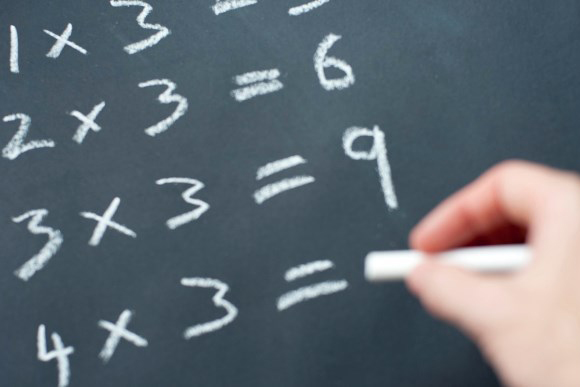 1 × 3 =
2 × 3 = 6
3 × 3 = 9
4 × 3 =